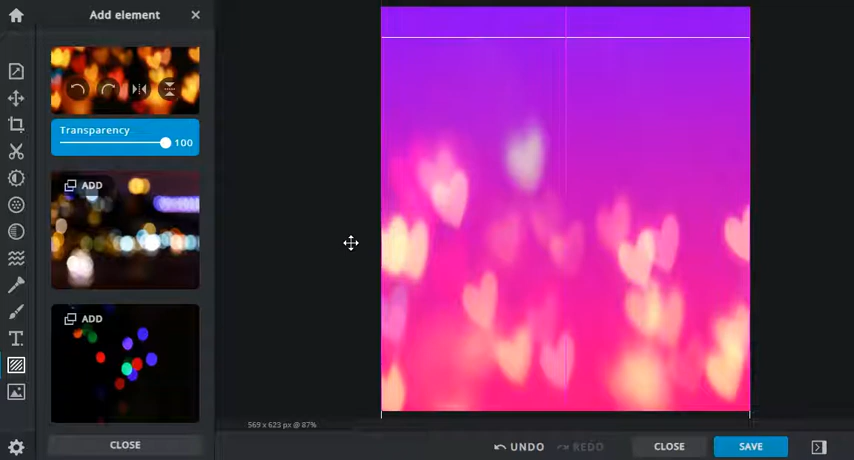 Add element
Transparency
100
ADD
ADD
CLOSE
569 x 623 px @ 87%
UNDO
REDO
CLOSE
SAVE